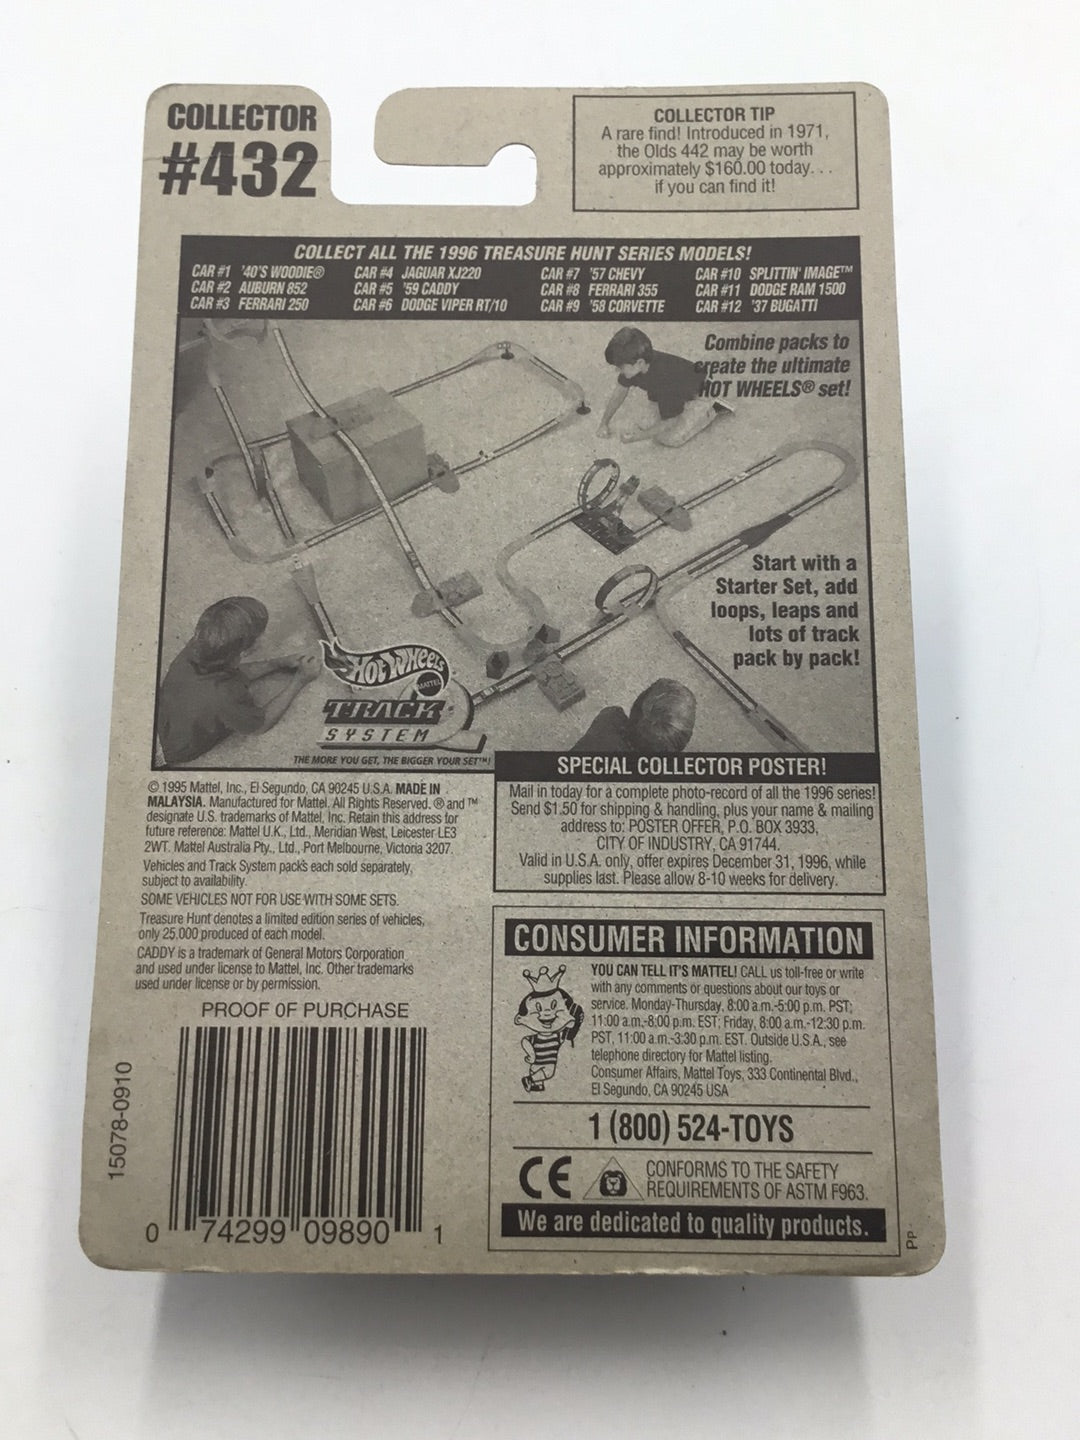 COLLECTOR
#432
COLLECTOR TIP
A rare find! Introduced in 1971,
the Olds 442 may be worth
approximately $160.00 today. . .
if you can find it!
COLLECT ALL THE 1996 TREASURE HUNT SERIES MODELS!
CAR #1 '40'S WOODIE®
CAR #2 AUBURN 852
CAR #3 FERRARI 250
CAR #4 JAGUAR XJ220
CAR #5 '59 CADDY
CAR #6 DODGE VIPER RT/10
CAR #7 '57 CHEVY
CAR #8 FERRARI 355
CAR #9 '58 CORVETTE
CAR #10 SPLITTIN' IMAGE™
CAR #11 DODGE RAM 1500
CAR #12 '37 BUGATTI
Combine packs to
create the ultimate
HOT WHEELS® set!
Start with a
Starter Set, add
loops, leaps and
lots of track
pack by pack!
HOT WHEELS
MATTEL
TRACK
SYSTEM
THE MORE YOU GET, THE BIGGER YOUR SET™!
© 1995 Mattel, Inc., El Segundo, CA 90245 U.S.A. MADE IN
MALAYSIA. Manufactured for Mattel. All Rights Reserved. ® and ™
designate U.S. trademarks of Mattel, Inc. Retain this address for
future reference: Mattel U.K., Ltd., Meridian West, Leicester LE3
2WT. Mattel Australia Pty., Ltd., Port Melbourne, Victoria 3207.
Vehicles and Track System packs each sold separately,
subject to availability.
SOME VEHICLES NOT FOR USE WITH SOME SETS.
Treasure Hunt denotes a limited edition series of vehicles,
only 25,000 produced of each model.
CADDY is a trademark of General Motors Corporation
and used under license to Mattel, Inc. Other trademarks
used under license or by permission.
PROOF OF PURCHASE
15078-0910
0 74299 09890 1
SPECIAL COLLECTOR POSTER!
Mail in today for a complete photo-record of all the 1996 series!
Send $1.50 for shipping & handling, plus your name & mailing
address to: POSTER OFFER, P.O. BOX 3933,
CITY OF INDUSTRY, CA 91744.
Valid in U.S.A. only, offer expires December 31, 1996, while
supplies last. Please allow 8-10 weeks for delivery.
CONSUMER INFORMATION
YOU CAN TELL IT'S MATTEL! CALL us toll-free or write
with any comments or questions about our toys or
service. Monday-Thursday, 8:00 a.m.-5:00 p.m. PST;
11:00 a.m.-8:00 p.m. EST; Friday, 8:00 a.m.-12:30 p.m.
PST, 11:00 a.m.-3:30 p.m. EST. Outside U.S.A., see
telephone directory for Mattel listing.
Consumer Affairs, Mattel Toys, 333 Continental Blvd.,
El Segundo, CA 90245 USA
1 (800) 524-TOYS
CE
CONFORMS TO THE SAFETY
REQUIREMENTS OF ASTM F963.
We are dedicated to quality products.
PP